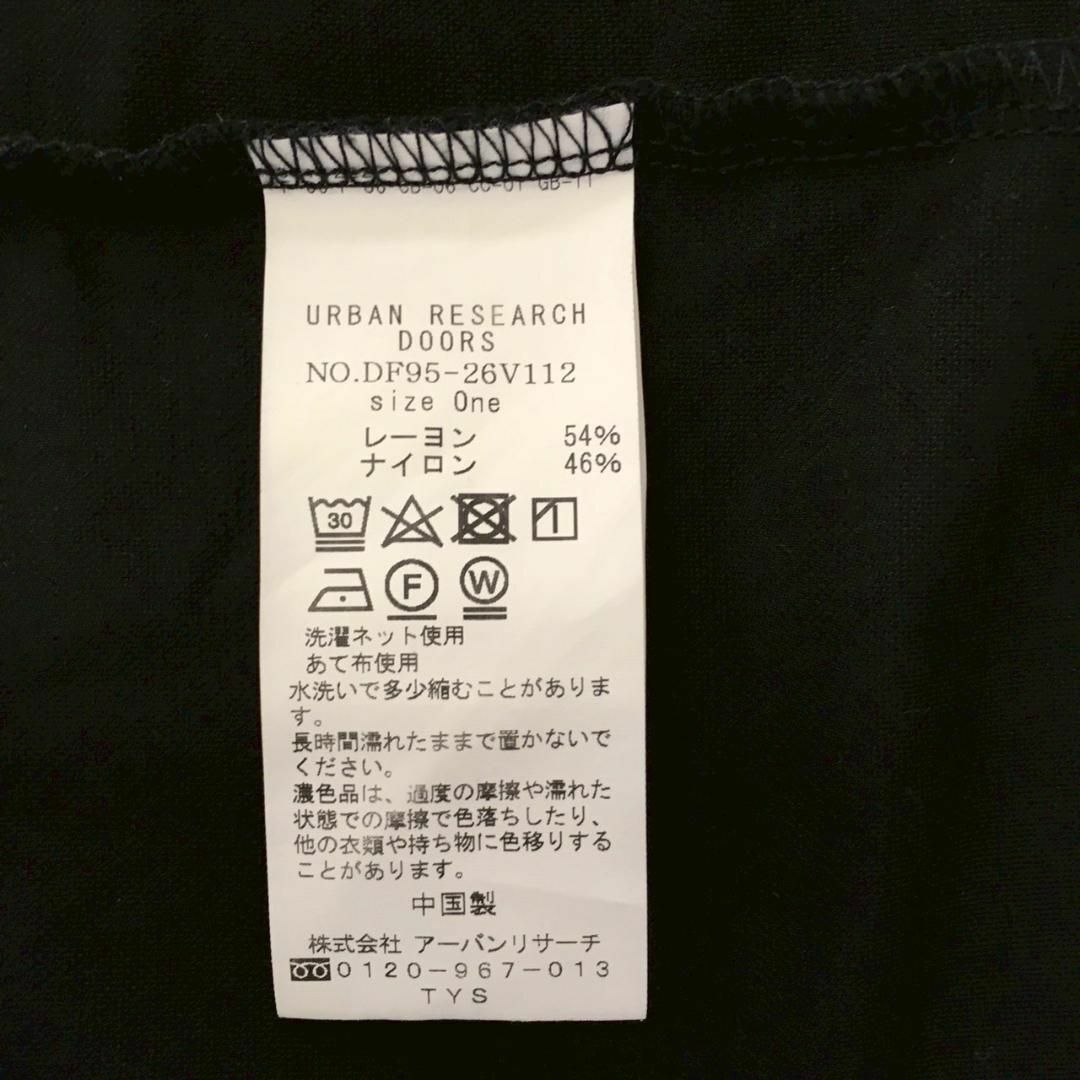 URBAN RESEARCH
DOORS
NO.DF95-26V112
size One
レーヨン 54%
ナイロン 46%
30
F W
洗濯ネット使用
あて布使用
水洗いで多少縮むことがありま
す。
長時間濡れたままで置かないで
ください。
濃色品は、過度の摩擦や濡れた
状態での摩擦で色落ちしたり、
他の衣類や持ち物に色移りする
ことがあります。
中国製
株式会社 アーバンリサーチ
0120-967-013
TYS